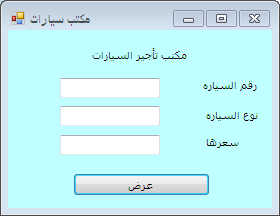 مكتب سيارات
مكتب تأجير السيارات
رقم السياره
نوع السياره
سعرها
عرض